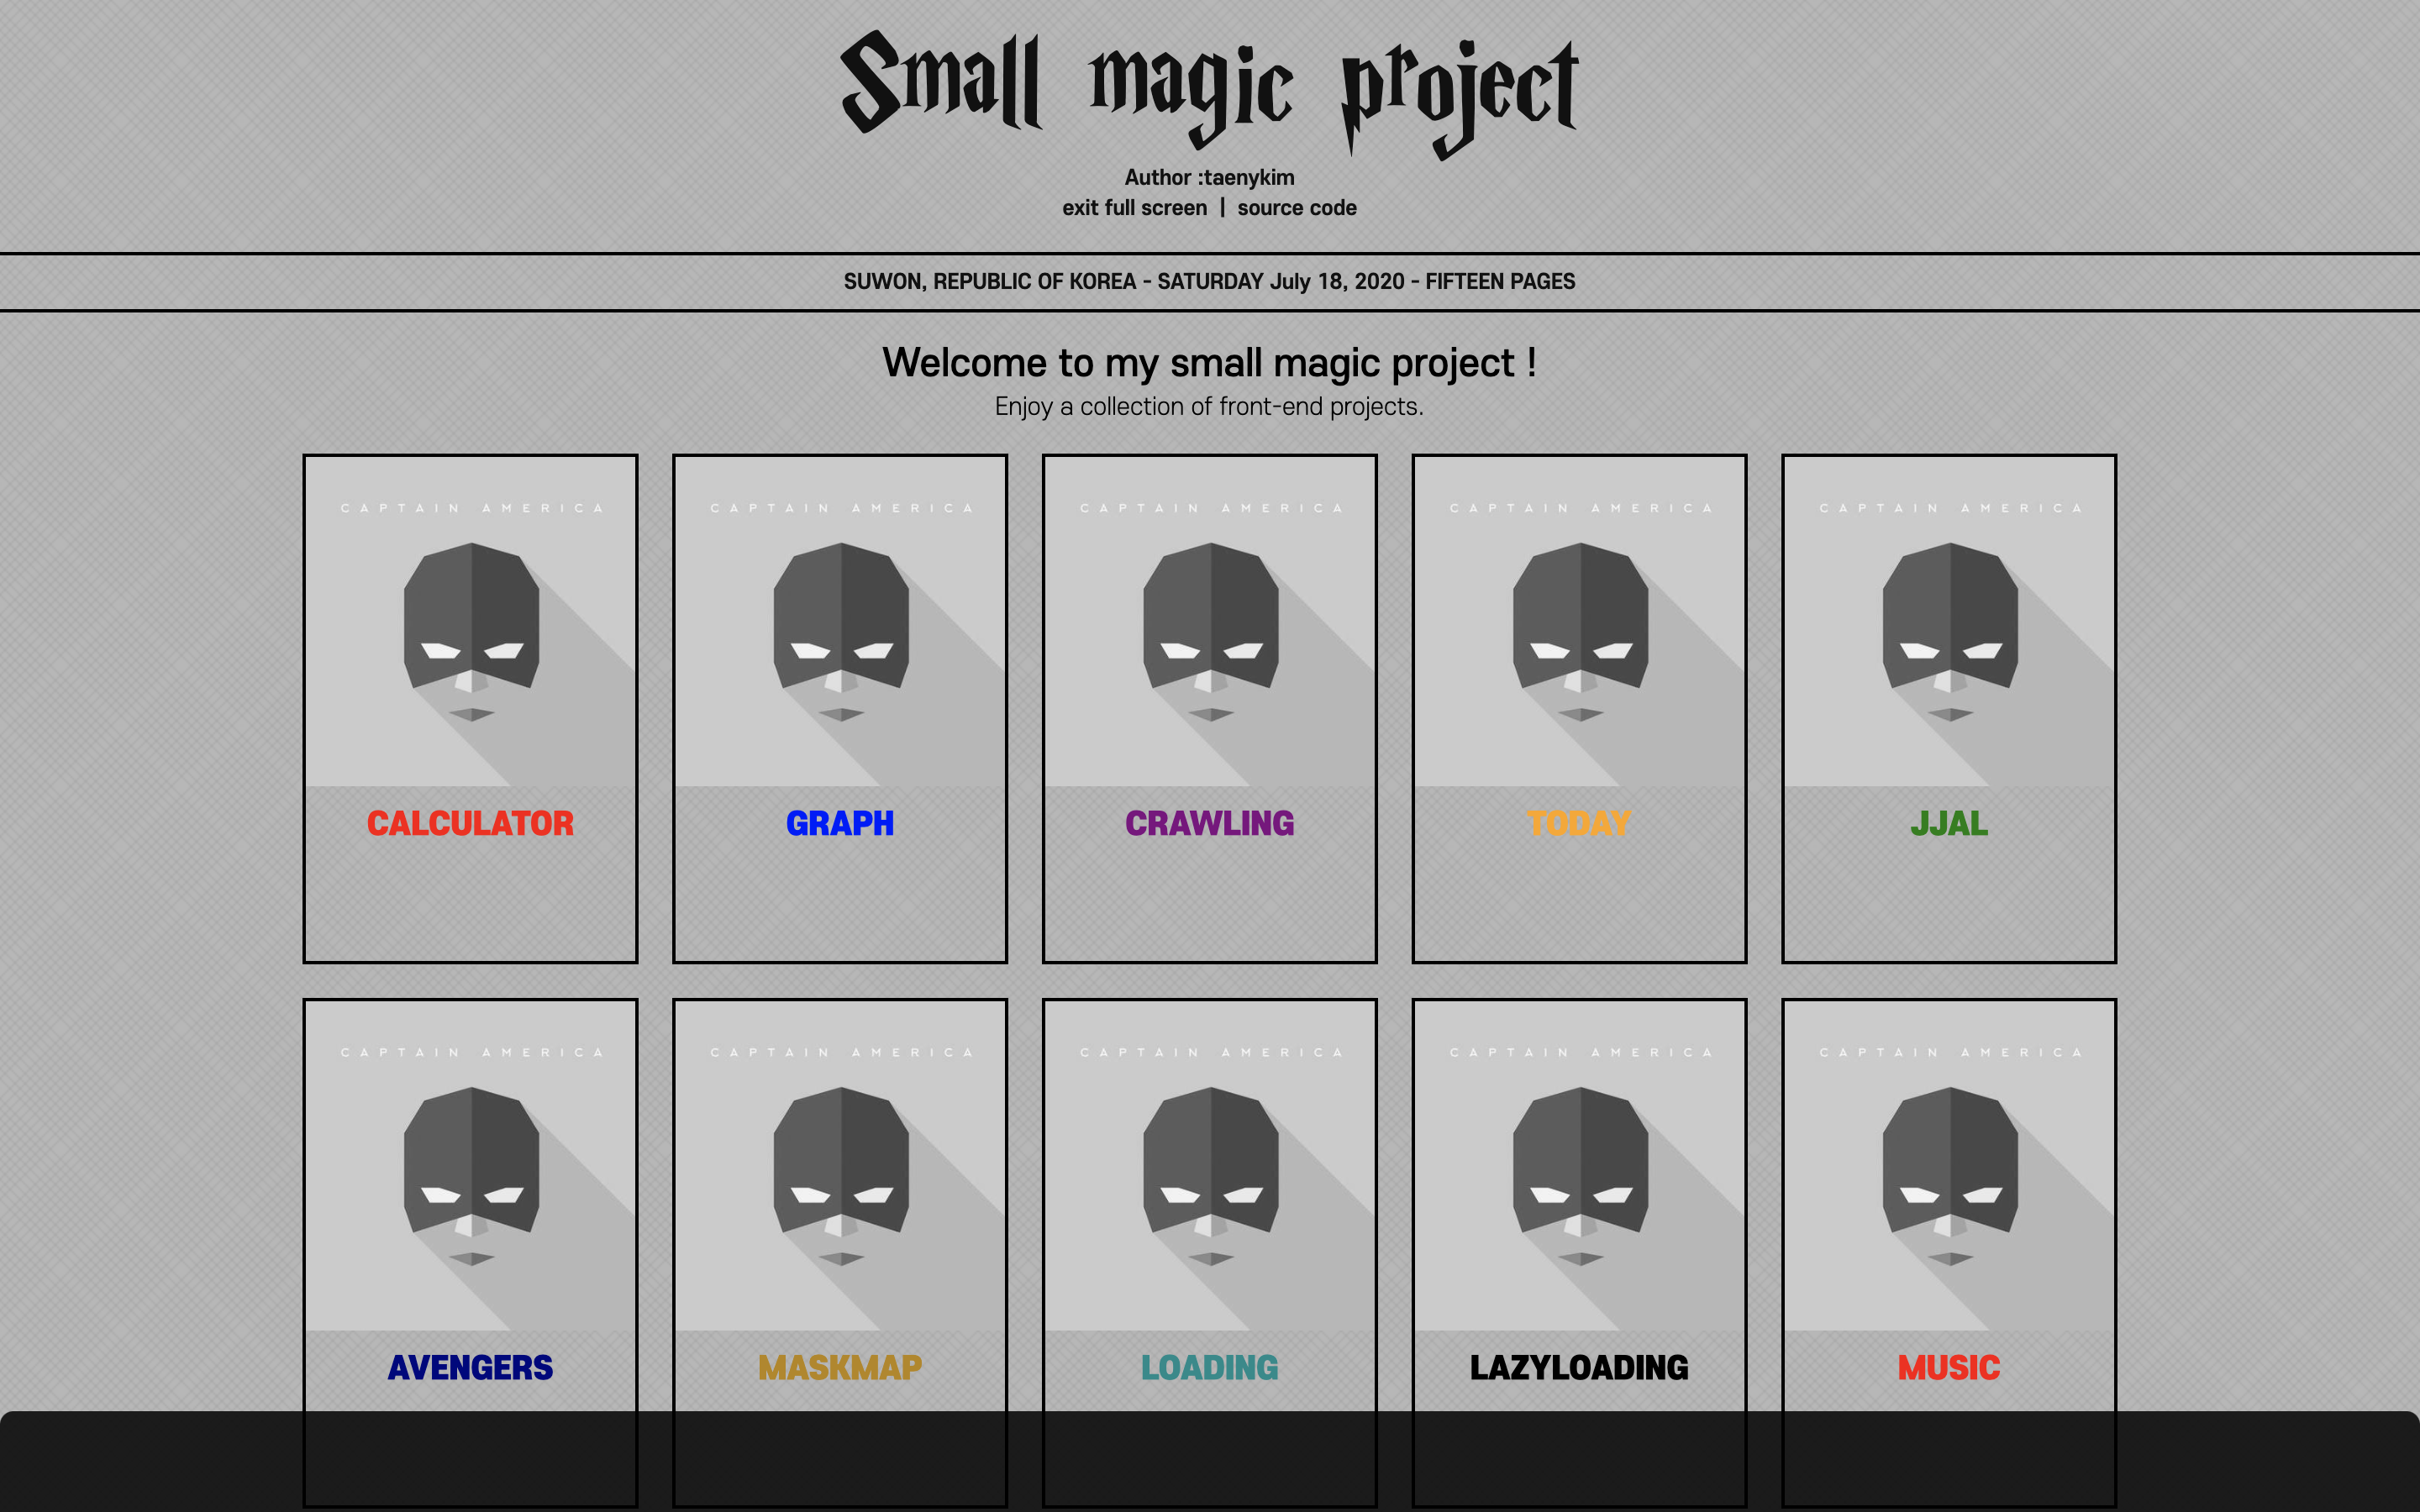 Small magic project
Author :taenykim
exit full screen | source code
SUWON, REPUBLIC OF KOREA - SATURDAY July 18, 2020 - FIFTEEN PAGES
Welcome to my small magic project !
Enjoy a collection of front-end projects.
CAPTAIN AMERICA
CALCULATOR
CAPTAIN AMERICA
GRAPH
CAPTAIN AMERICA
CRAWLING
CAPTAIN AMERICA
TODAY
CAPTAIN AMERICA
JJAL
CAPTAIN AMERICA
AVENGERS
CAPTAIN AMERICA
MASKMAP
CAPTAIN AMERICA
LOADING
CAPTAIN AMERICA
LAZYLOADING
CAPTAIN AMERICA
MUSIC